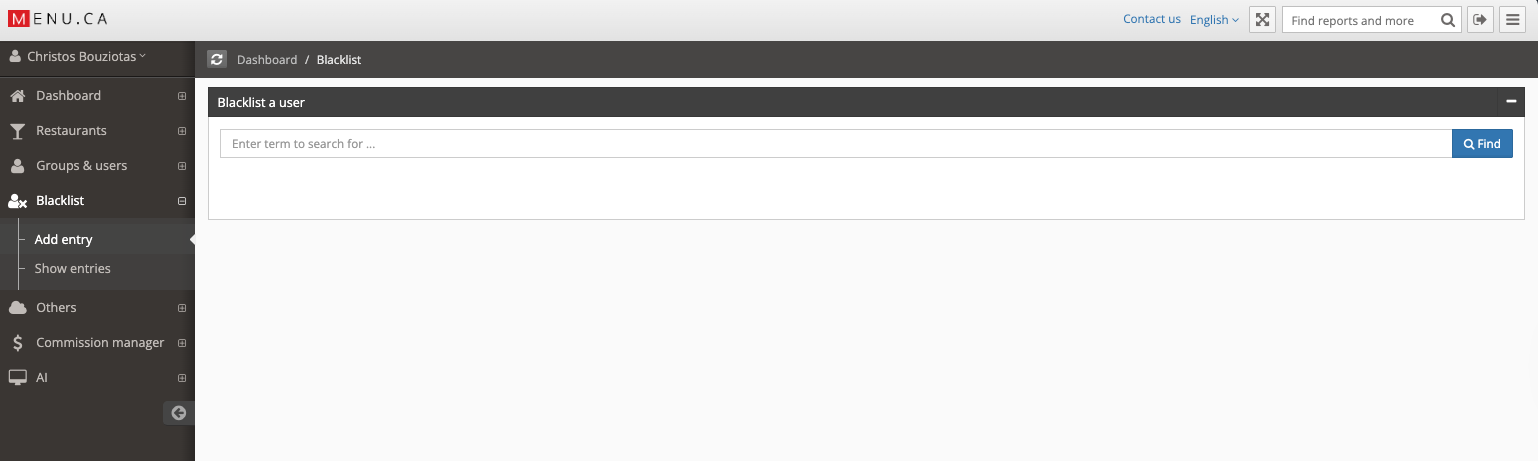 MENU.CA
Contact us English Find reports and more
Christos Bouziotas
Dashboard / Blacklist
Dashboard
Restaurants
Groups & users
Blacklist
Add entry
Show entries
Others
Commission manager
AI
Blacklist a user
Enter term to search for ... Find